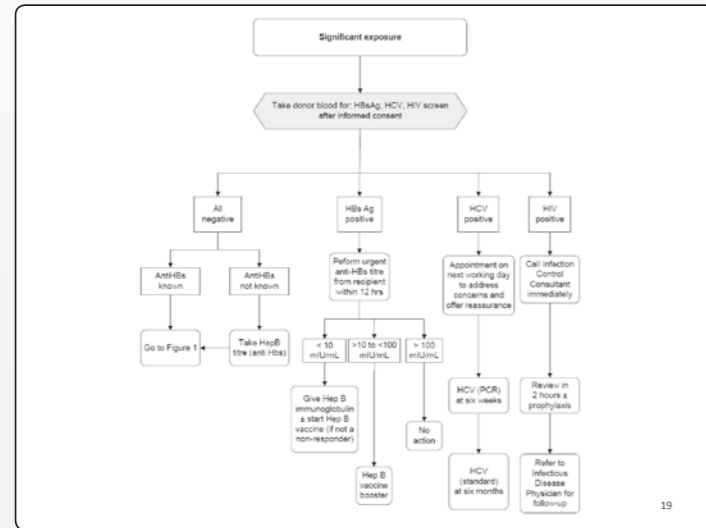 Significant exposure
Take donor blood for: HBsAg, HCV, HIV screen
after informed consent
All
negative
HBs Ag
positive
HCV
positive
HIV
positive
AntiHBs
known
AntiHBs
not known
Peform urgent
anti-HBs titre
from recipient
within 12 hrs
Appointment on
next working day
to address
concerns and
offer reassurance
Call Infection
Control
Consultant
immediately
Go to Figure 1
Take HepB
titre (anti Hbs)
< 10
mIU/mL
>10 to <100
mIU/mL
> 100
mIU/mL
Give Hep B
immunoglobulin
± start Hep B
vaccine (if not a
non-responder)
No
action
Hep B
vaccine
booster
HCV (PCR)
at six weeks
Review in
2 hours ±
prophylaxis
HCV
(standard)
at six months
Refer to
Infectious
Disease
Physician for
follow-up
19